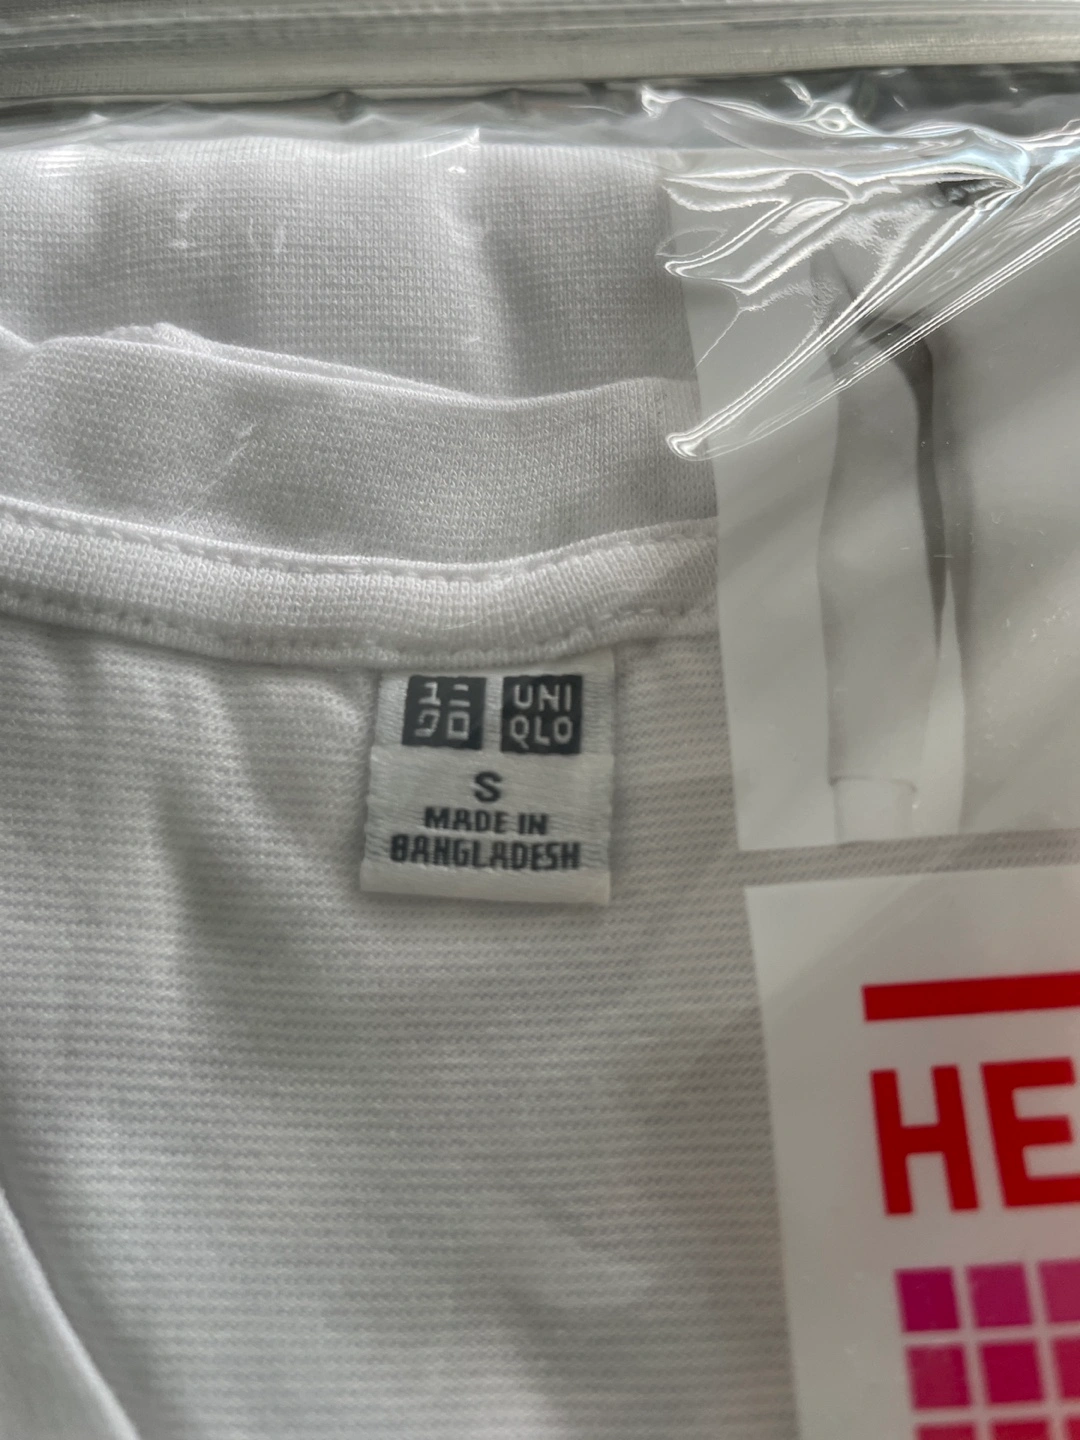 ユニ
クロ
UNI
QLO
S
MADE IN
BANGLADESH
HE